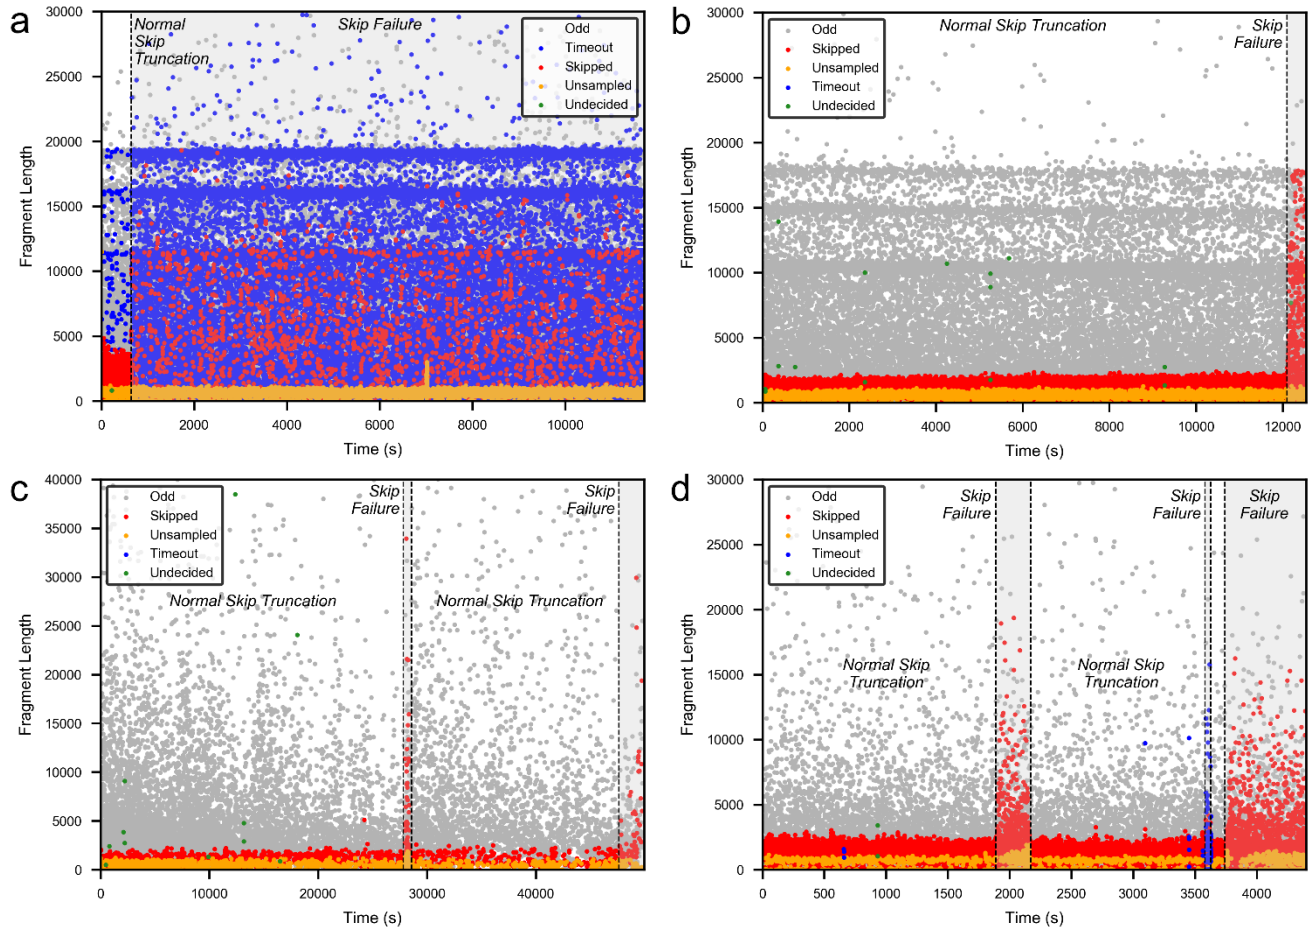 a
Normal
Skip
Truncation
Skip Failure
Odd
Timeout
Skipped
Unsampled
Undecided
30000
25000
20000
15000
10000
5000
0
Fragment Length
0 2000 4000 6000 8000 10000
Time (s)
b
Normal Skip Truncation
Skip
Failure
Odd
Skipped
Unsampled
Timeout
Undecided
30000
25000
20000
15000
10000
5000
0
Fragment Length
0 2000 4000 6000 8000 10000 12000
Time (s)
c
Skip
Failure
Skip
Failure
Odd
Skipped
Unsampled
Timeout
Undecided
Normal Skip Truncation
Normal Skip Truncation
40000
35000
30000
25000
20000
15000
10000
5000
0
Fragment Length
0 10000 20000 30000 40000
Time (s)
d
Skip
Failure
Skip
Failure
Skip
Failure
Odd
Skipped
Unsampled
Timeout
Undecided
Normal Skip
Truncation
Normal Skip
Truncation
30000
25000
20000
15000
10000
5000
0
Fragment Length
0 500 1000 1500 2000 2500 3000 3500 4000
Time (s)